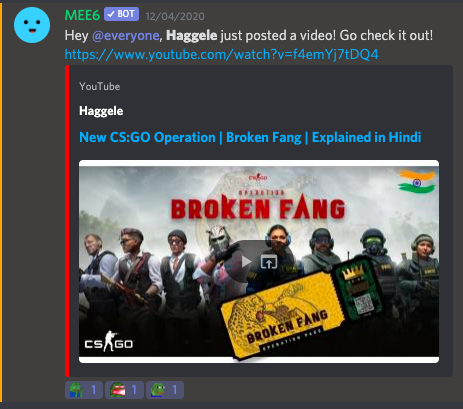 MEE6 ✓ BOT 12/04/2020
Hey @everyone, Haggele just posted a video! Go check it out!
https://www.youtube.com/watch?v=f4emYj7tDQ4
YouTube
Haggele
New CS:GO Operation | Broken Fang | Explained in Hindi
CS:GO
OPERATION
BROKEN FANG
BROKEN FANG
OPERATION PASS
CS:GO
1 1 1